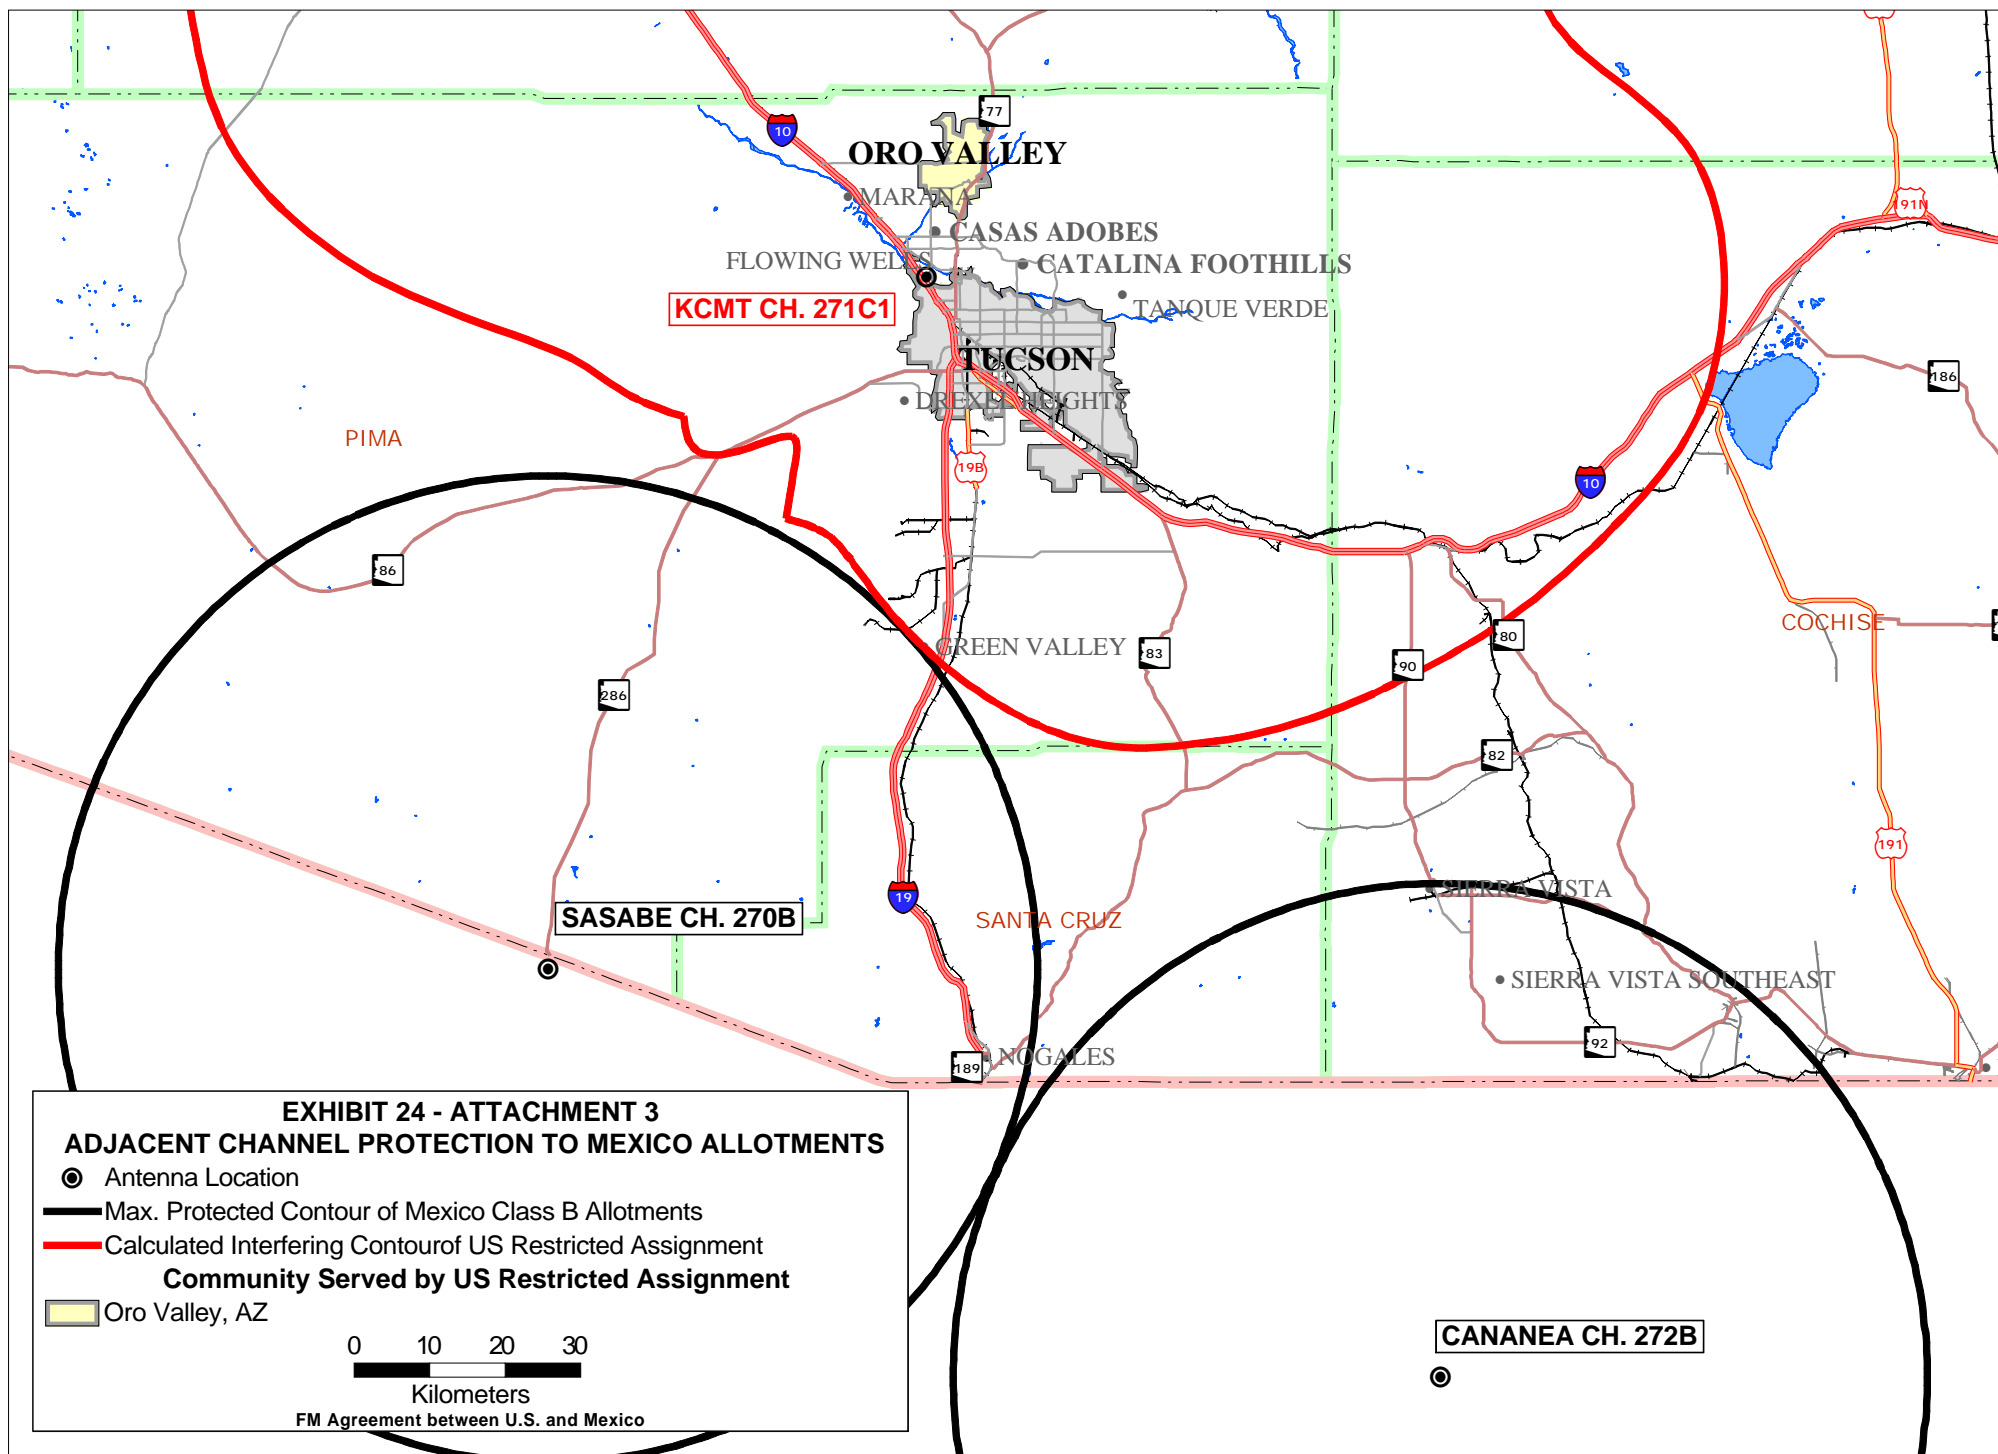 77
10
ORO VALLEY
MARANA
191N
CASAS ADOBES
FLOWING WELLS
CATALINA FOOTHILLS
KCMT CH. 271C1
TANQUE VERDE
TUCSON
186
DREXEL HEIGHTS
PIMA
19B
10
86
COCHISE
80
GREEN VALLEY
83
90
286
82
191
SIERRA VISTA
19
SASABE CH. 270B
SANTA CRUZ
SIERRA VISTA SOUTHEAST
92
NOGALES
189
EXHIBIT 24 - ATTACHMENT 3
ADJACENT CHANNEL PROTECTION TO MEXICO ALLOTMENTS
Antenna Location
Max. Protected Contour of Mexico Class B Allotments
Calculated Interfering Contourof US Restricted Assignment
Community Served by US Restricted Assignment
Oro Valley, AZ
0 10 20 30
Kilometers
FM Agreement between U.S. and Mexico
CANANEA CH. 272B